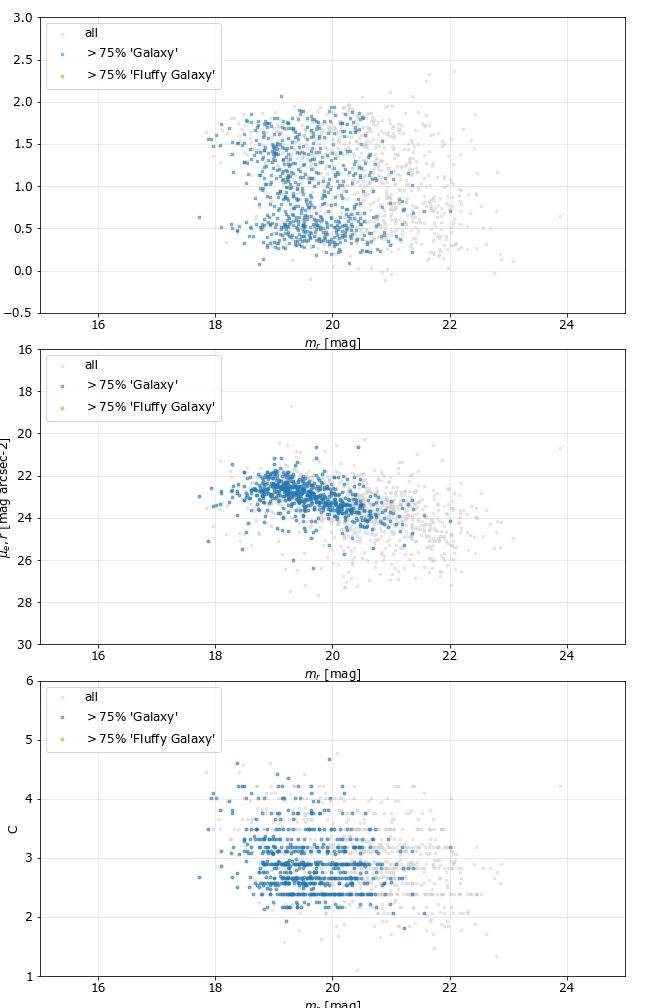 3.0
all
> 75% 'Galaxy'
> 75% 'Fluffy Galaxy'
2.5
2.0
1.5
1.0
0.5
0.0
−0.5
16 18 20 22 24
m_r [mag]
16
all
> 75% 'Galaxy'
> 75% 'Fluffy Galaxy'
18
20
22
24
26
28
30
μ_e, r [mag arcsec-2]
16 18 20 22 24
m_r [mag]
6
all
> 75% 'Galaxy'
> 75% 'Fluffy Galaxy'
5
4
3
2
1
C
16 18 20 22 24
m_r [mag]